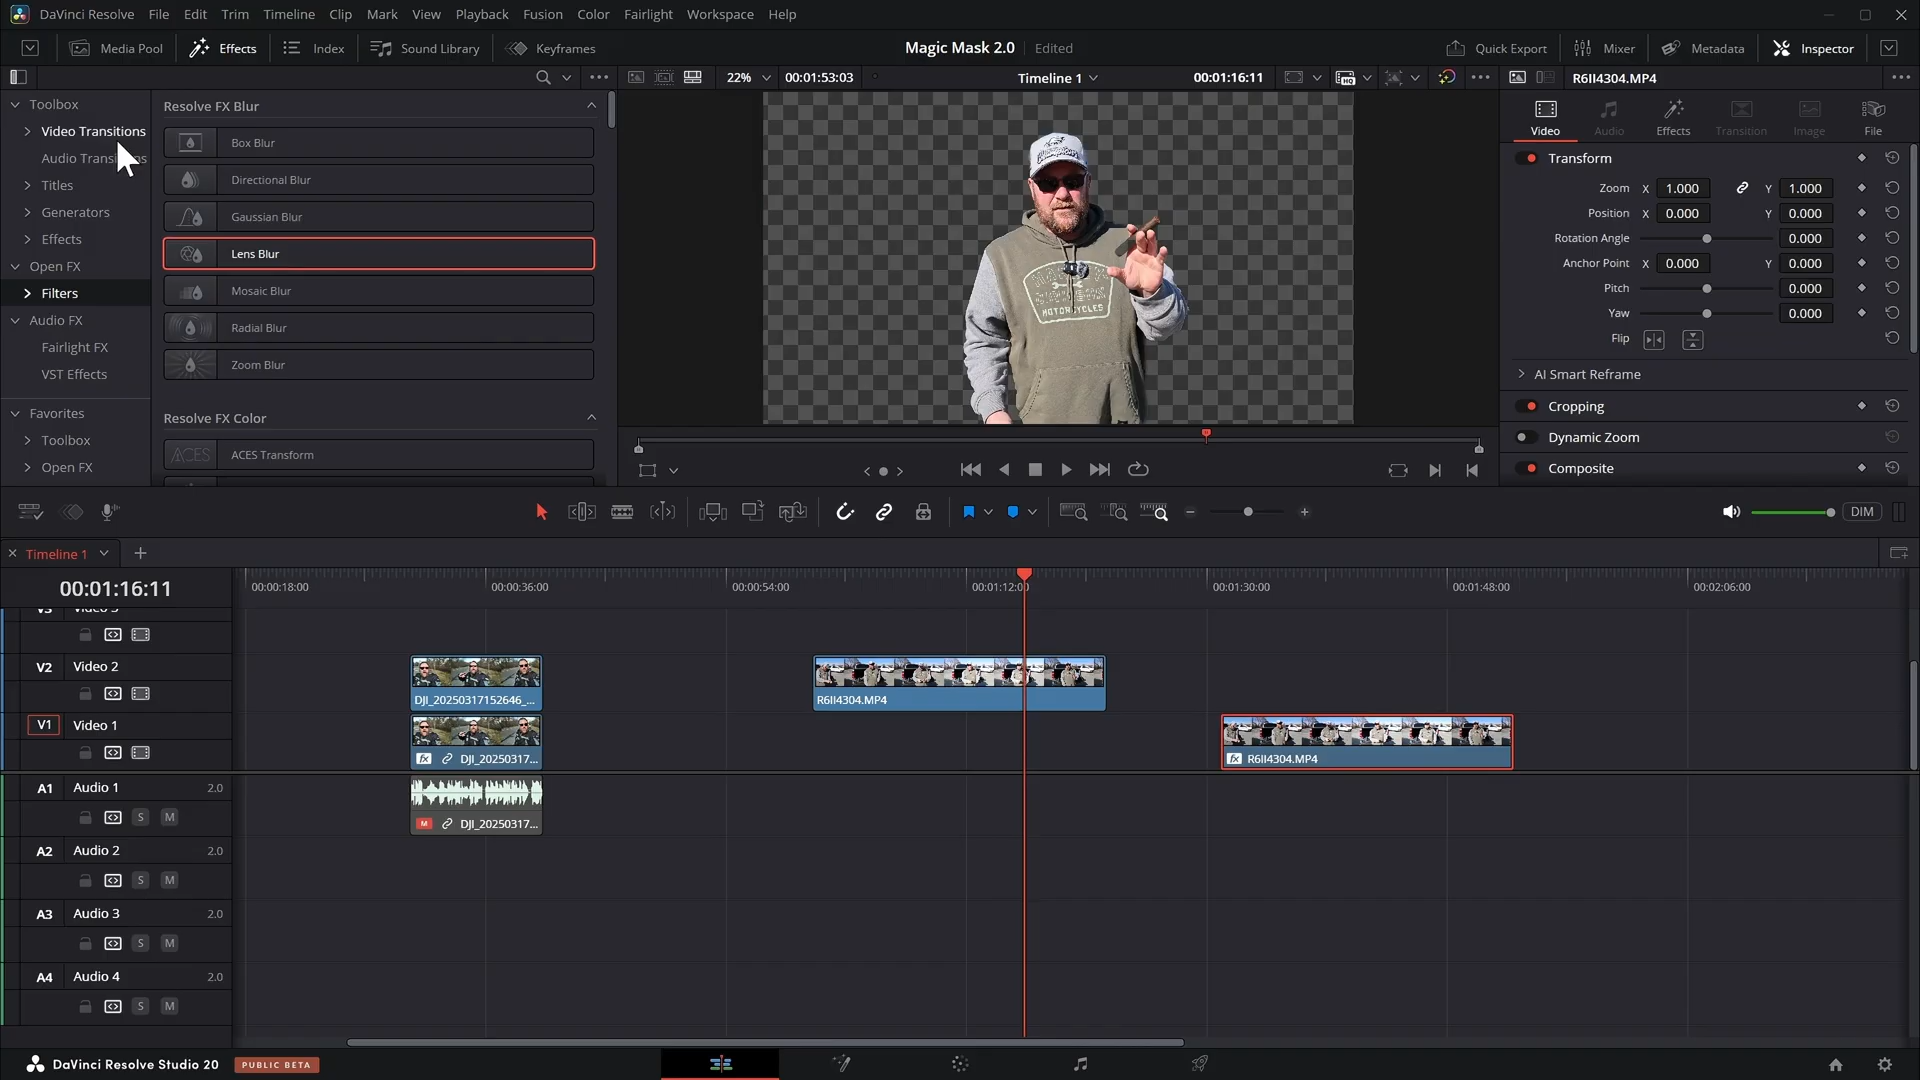 DaVinci Resolve File Edit Trim Timeline Clip Mark View Playback Fusion Color Fairlight Workspace Help
Media Pool Effects Index Sound Library Keyframes Magic Mask 2.0 Edited Quick Export Mixer Metadata Inspector
22% 00:01:53:03 Timeline 1 00:01:16:11 R6II4304.MP4
Toolbox
Video Transitions
Audio Transitions
Titles
Generators
Effects
Open FX
Filters
Audio FX
Fairlight FX
VST Effects
Favorites
Toolbox
Open FX
Resolve FX Blur
Box Blur
Directional Blur
Gaussian Blur
Lens Blur
Mosaic Blur
Radial Blur
Zoom Blur
Resolve FX Color
ACES ACES Transform
MOTORCYCLES
Video Audio Effects Transition Image File
Transform
Zoom X 1.000 Y 1.000
Position X 0.000 Y 0.000
Rotation Angle 0.000
Anchor Point X 0.000 Y 0.000
Pitch 0.000
Yaw 0.000
Flip
AI Smart Reframe
Cropping
Dynamic Zoom
Composite
DIM
Timeline 1
00:01:16:11
00:00:18:00 00:00:36:00 00:00:54:00 00:01:12:00 00:01:30:00 00:01:48:00 00:02:06:00
V2 Video 2
DJI_20250317152646_...
R6II4304.MP4
V1 Video 1
DJI_20250317...
R6II4304.MP4
A1 Audio 1 2.0
S M
M DJI_20250317...
A2 Audio 2 2.0
S M
A3 Audio 3 2.0
S M
A4 Audio 4 2.0
S M
DaVinci Resolve Studio 20 PUBLIC BETA